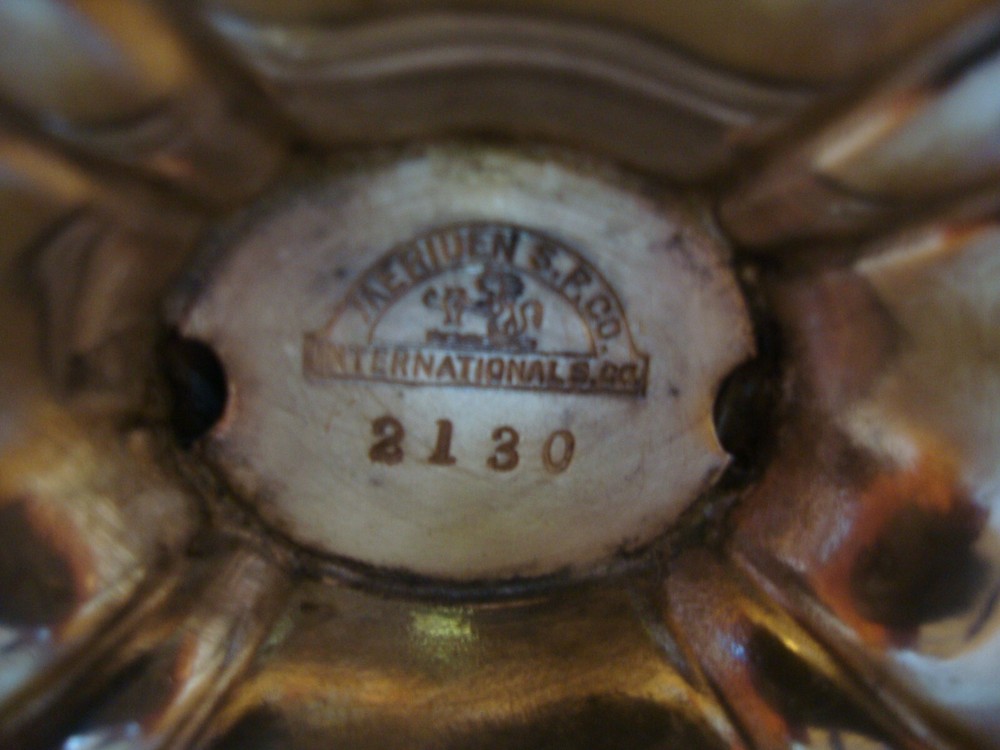 MERIDEN S.P.CO.
INTERNATIONAL S.CO.
2130